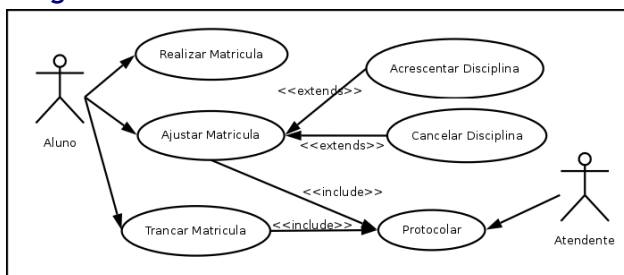 Realizar Matricula
Acrescentar Disciplina
<<extends>>
Aluno
Ajustar Matricula
Cancelar Disciplina
<<extends>>
<<include>>
Trancar Matricula
<<include>>
Protocolar
Atendente